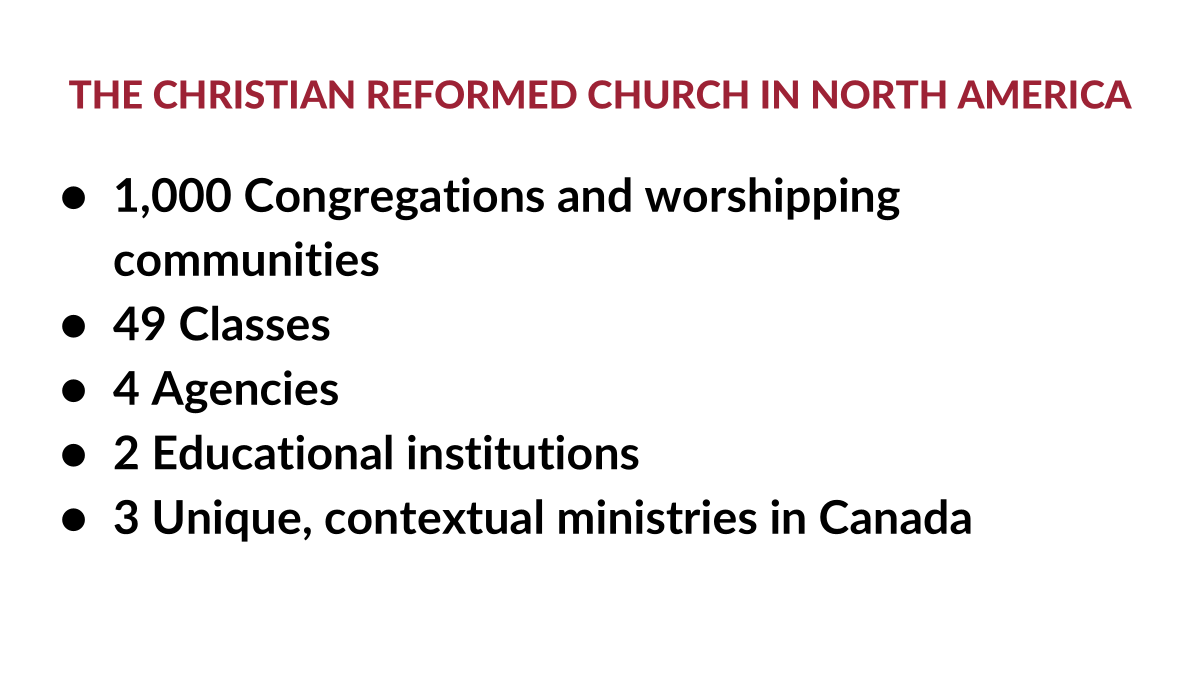 THE CHRISTIAN REFORMED CHURCH IN NORTH AMERICA
● 1,000 Congregations and worshipping
communities
● 49 Classes
● 4 Agencies
● 2 Educational institutions
● 3 Unique, contextual ministries in Canada